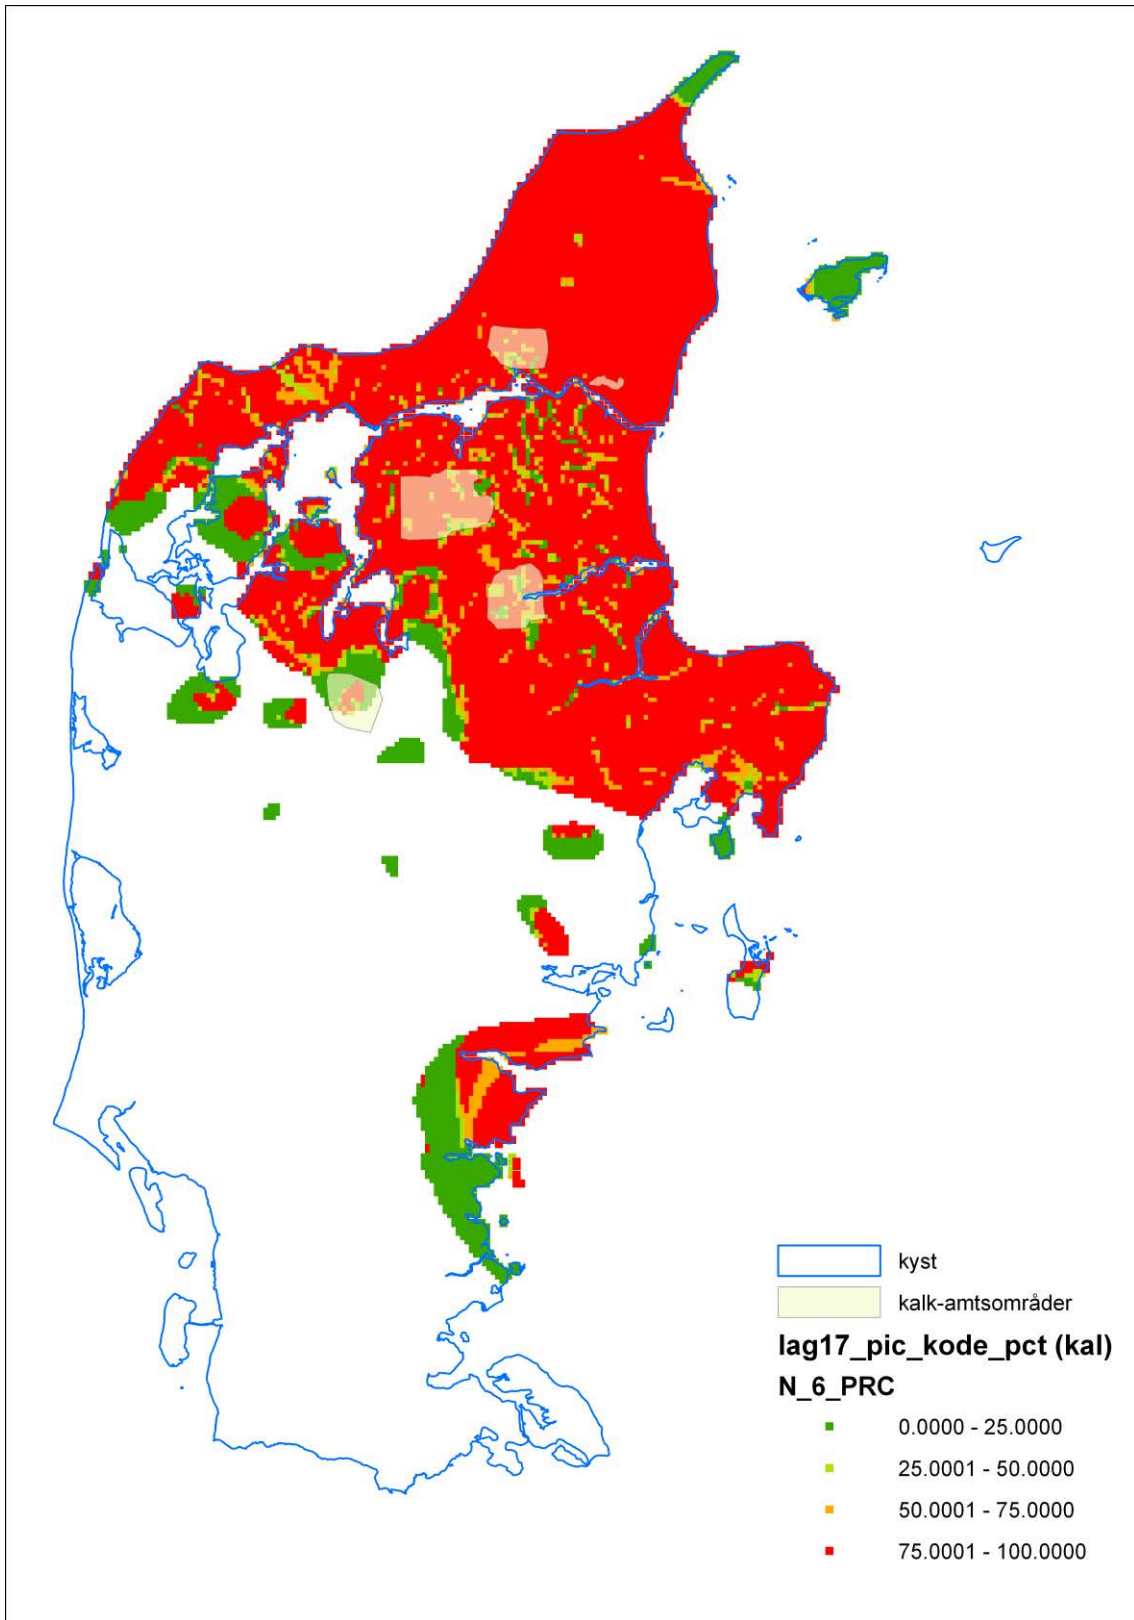 kyst
kalk-amtsområder
lag17_pic_kode_pct (kal)
N_6_PRC
0.0000 - 25.0000
25.0001 - 50.0000
50.0001 - 75.0000
75.0001 - 100.0000